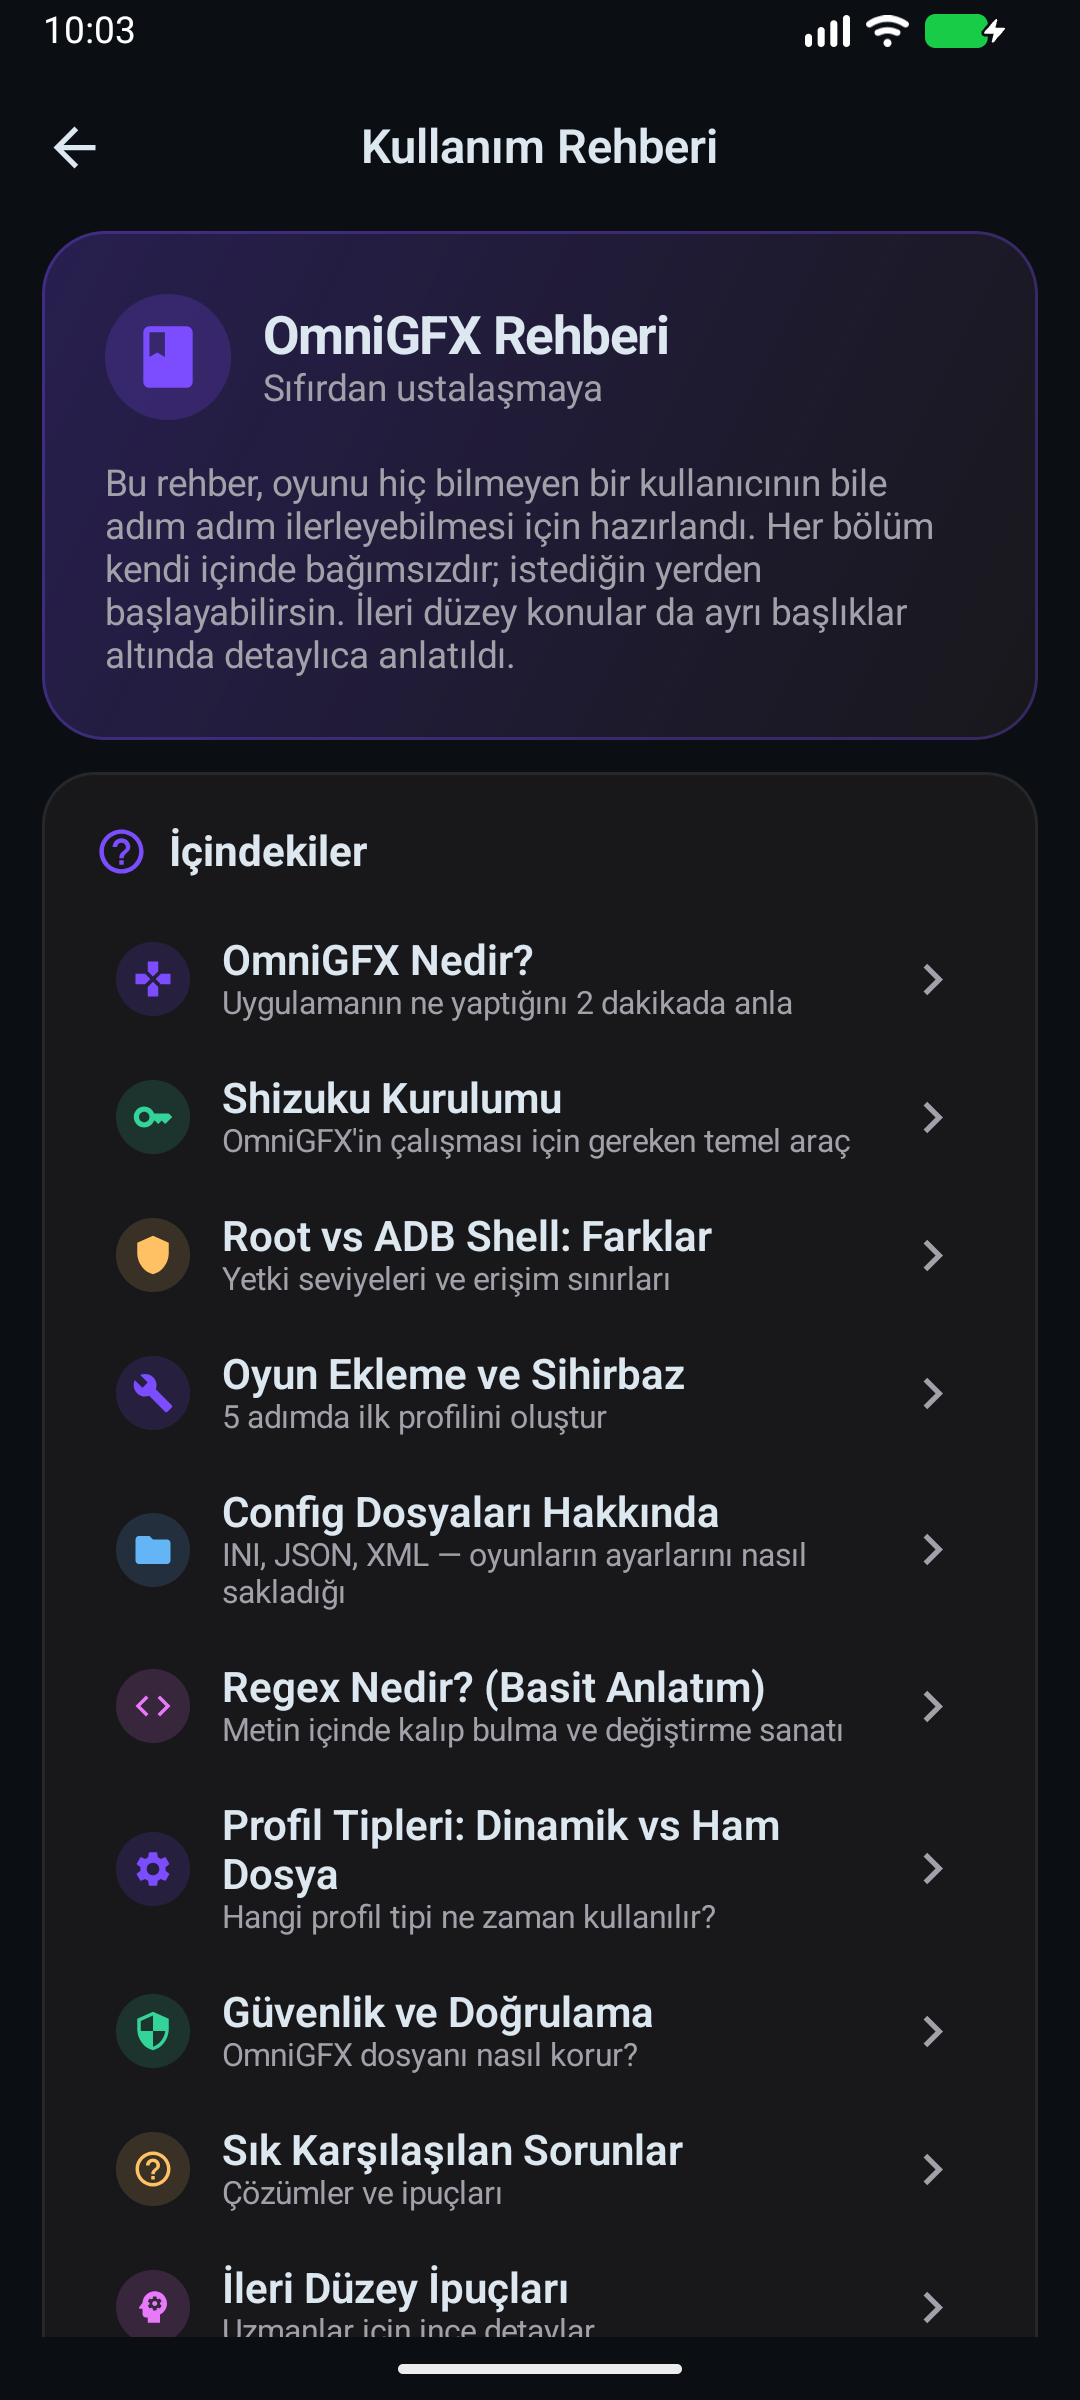 10:03
Kullanım Rehberi
OmniGFX Rehberi
Sıfırdan ustalaşmaya
Bu rehber, oyunu hiç bilmeyen bir kullanıcının bile
adım adım ilerleyebilmesi için hazırlandı. Her bölüm
kendi içinde bağımsızdır; istediğin yerden
başlayabilirsin. İleri düzey konular da ayrı başlıklar
altında detaylıca anlatıldı.
İçindekiler
OmniGFX Nedir?
Uygulamanın ne yaptığını 2 dakikada anla
Shizuku Kurulumu
OmniGFX'in çalışması için gereken temel araç
Root vs ADB Shell: Farklar
Yetki seviyeleri ve erişim sınırları
Oyun Ekleme ve Sihirbaz
5 adımda ilk profilini oluştur
Config Dosyaları Hakkında
INI, JSON, XML — oyunların ayarlarını nasıl
sakladığı
Regex Nedir? (Basit Anlatım)
Metin içinde kalıp bulma ve değiştirme sanatı
Profil Tipleri: Dinamik vs Ham
Dosya
Hangi profil tipi ne zaman kullanılır?
Güvenlik ve Doğrulama
OmniGFX dosyanı nasıl korur?
Sık Karşılaşılan Sorunlar
Çözümler ve ipuçları
İleri Düzey İpuçları
Uzmanlar için ince detaylar